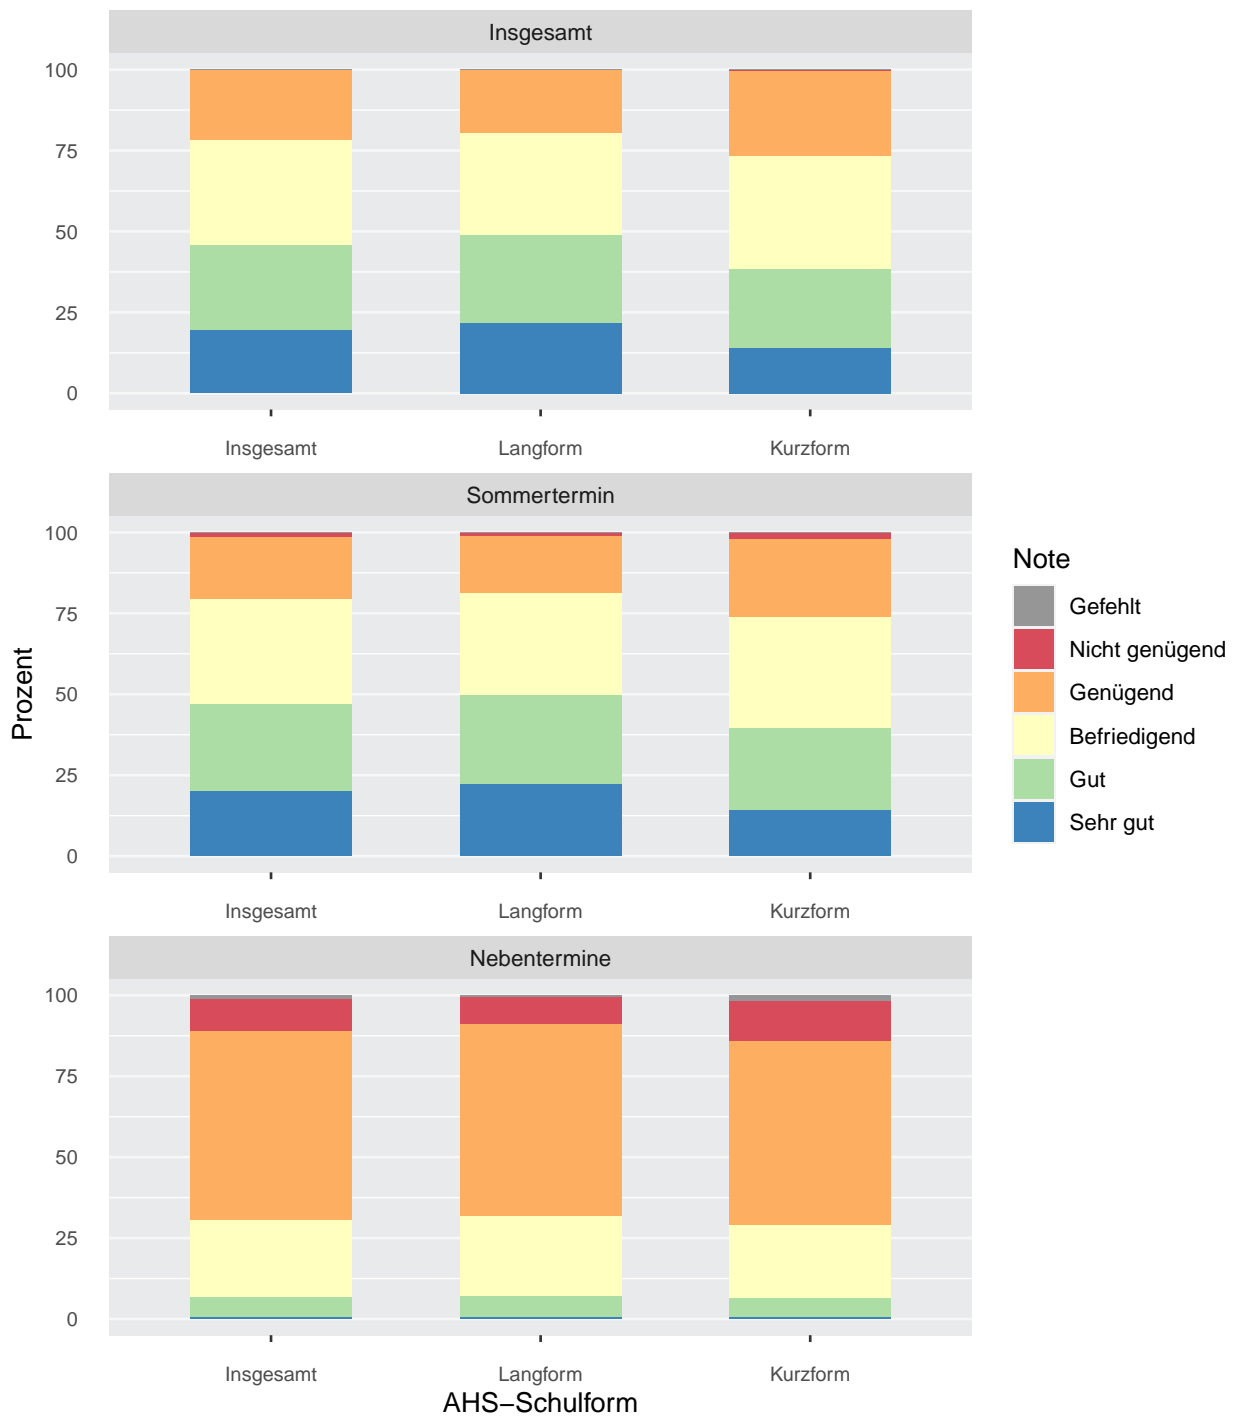 Insgesamt
100
75
50
25
0
Insgesamt Langform Kurzform
Sommertermin
100
75
50
25
0
Insgesamt Langform Kurzform
Nebentermine
100
75
50
25
0
Insgesamt Langform Kurzform
AHS−Schulform
Prozent
Note
Gefehlt
Nicht genügend
Genügend
Befriedigend
Gut
Sehr gut